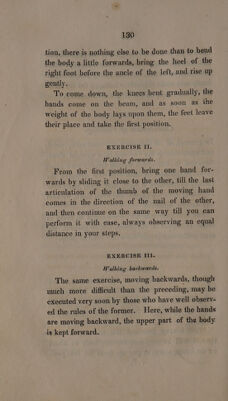 130
tion, there is nothing else to be done than to bend
the body a little forwards, bring the heel of the
right foot before the ancle of the left, and rise up
gently.
To come down, the knees bent gradually, the
hands come on the beam, and as soon as the
weight of the body lays upon them, the feet leave
their place and take the first position.
EXERCISE II.
Walking forwards.
From the first position, bring one hand for-
wards by sliding it close to the other, till the last
articulation of the thumb of the moving hand
comes in the direction of the nail of the other,
and then continue on the same way till you can
perform it with ease, always observing an equal
distance in your steps.
EXERCISE III.
Walking backwards.
The same exercise, moving backwards, though
much more difficult than the preceding, may be
executed very soon by those who have well observ-
ed the rules of the former. Here, while the hands
are moving backward, the upper part of the body
is kept forward.